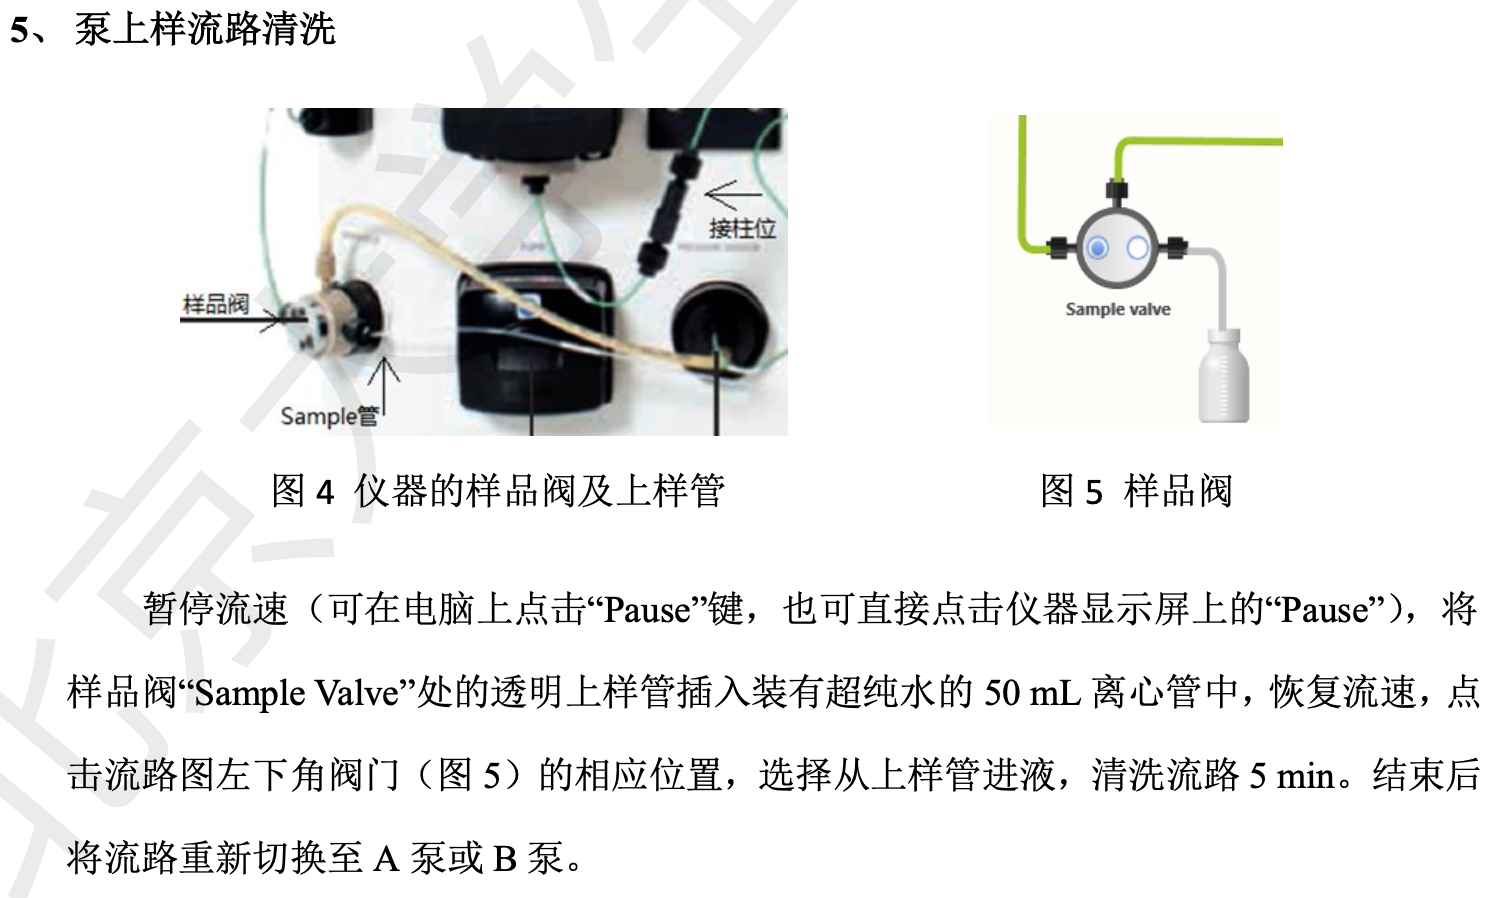 5、 泵上样流路清洗
接柱位
样品阀
Sample管
Sample valve
图 4 仪器的样品阀及上样管
图 5 样品阀
暂停流速（可在电脑上点击“Pause”键，也可直接点击仪器显示屏上的“Pause”），将
样品阀“Sample Valve”处的透明上样管插入装有超纯水的 50 mL 离心管中，恢复流速，点
击流路图左下角阀门（图 5）的相应位置，选择从上样管进液，清洗流路 5 min。结束后
将流路重新切换至 A 泵或 B 泵。